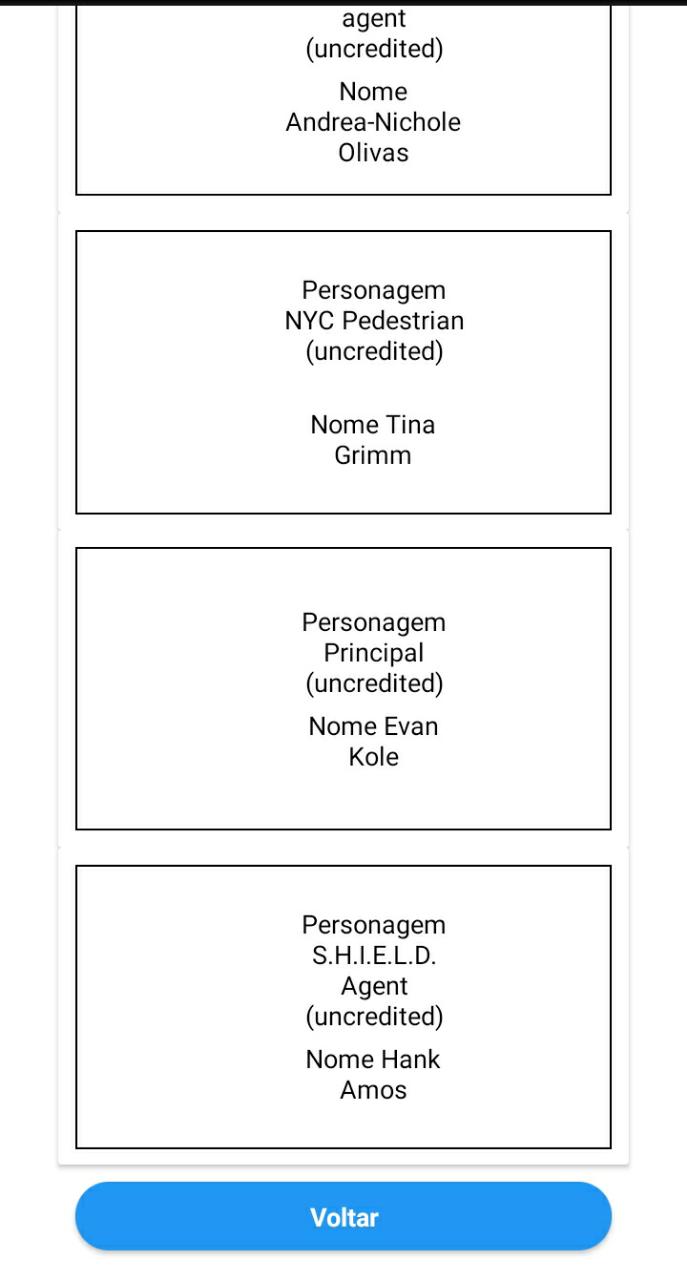 agent
(uncredited)
Nome
Andrea-Nichole
Olivas
Personagem
NYC Pedestrian
(uncredited)
Nome Tina
Grimm
Personagem
Principal
(uncredited)
Nome Evan
Kole
Personagem
S.H.I.E.L.D.
Agent
(uncredited)
Nome Hank
Amos
Voltar